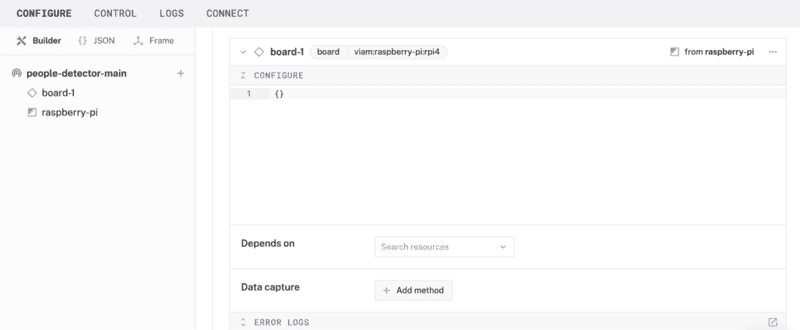 CONFIGURE CONTROL LOGS CONNECT
Builder {} JSON Frame
people-detector-main +
board-1
raspberry-pi
board-1 board viam:raspberry-pi:rpi4 from raspberry-pi ...
CONFIGURE
1 {}
Depends on Search resources
Data capture + Add method
ERROR LOGS